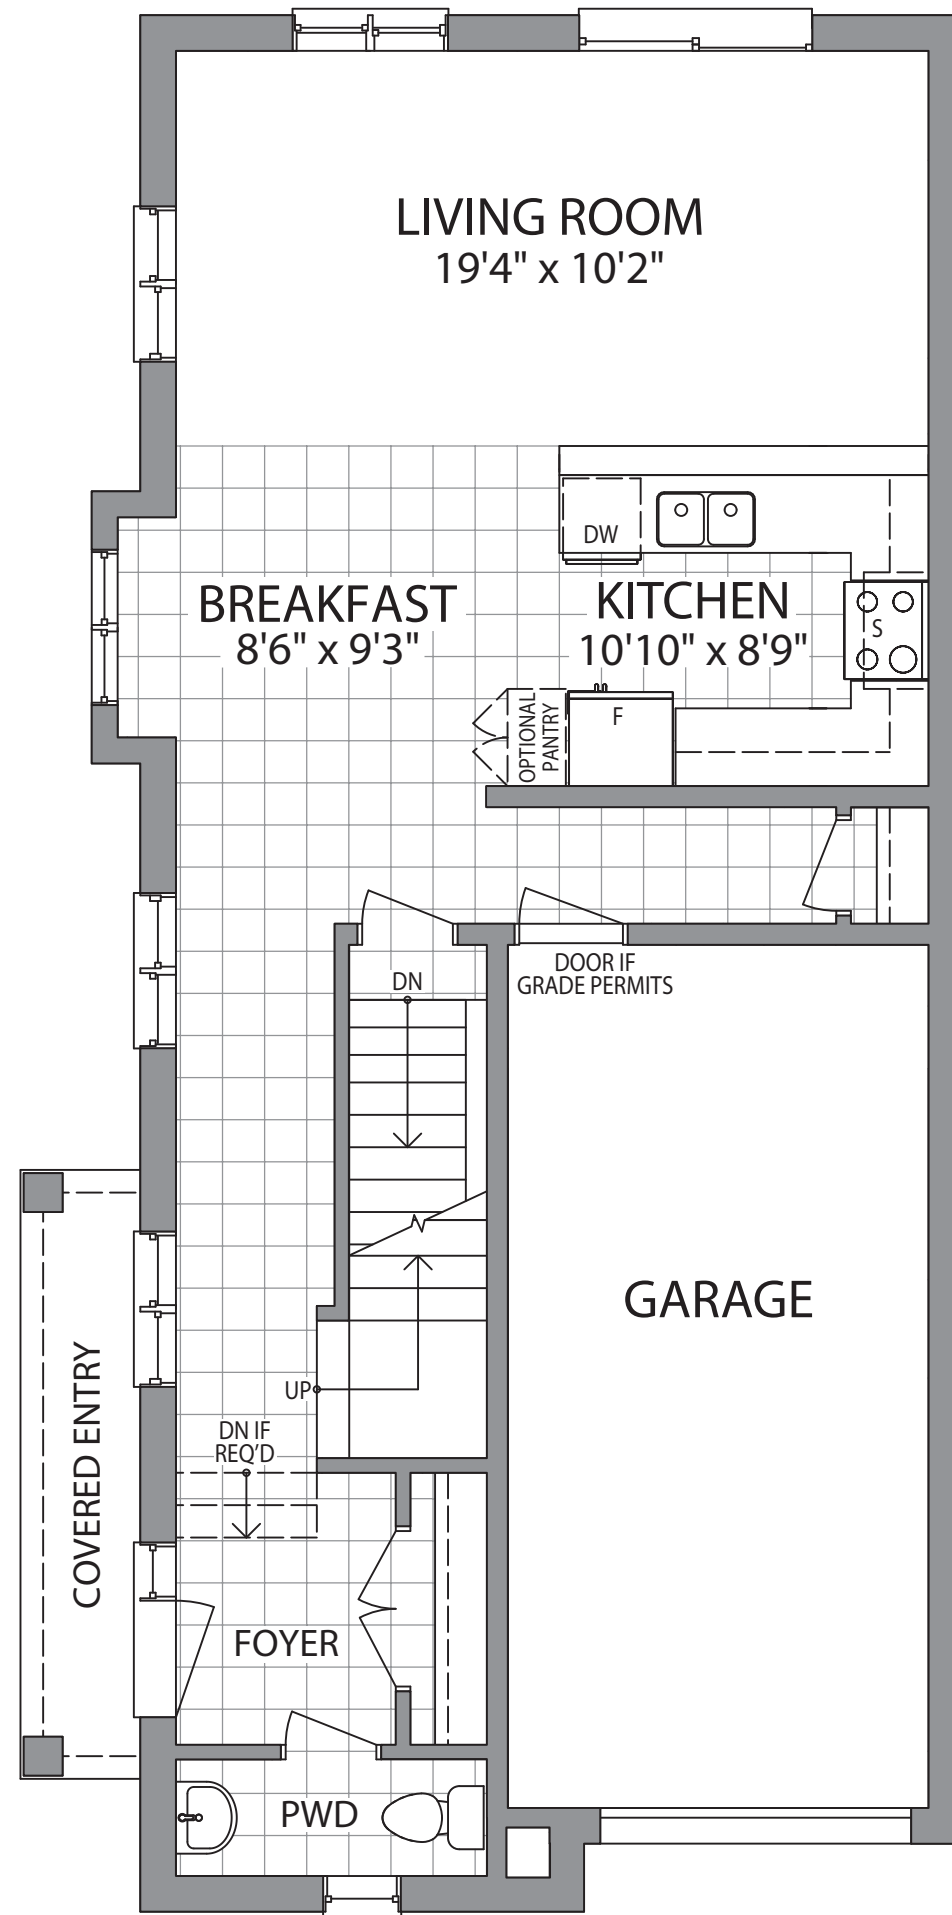 LIVING ROOM
19'4" x 10'2"
DW
BREAKFAST
8'6" x 9'3"
KITCHEN
10'10" x 8'9"
S
OPTIONAL
PANTRY
F
DN
DOOR IF
GRADE PERMITS
GARAGE
UP
DN IF
REQ'D
COVERED ENTRY
FOYER
PWD